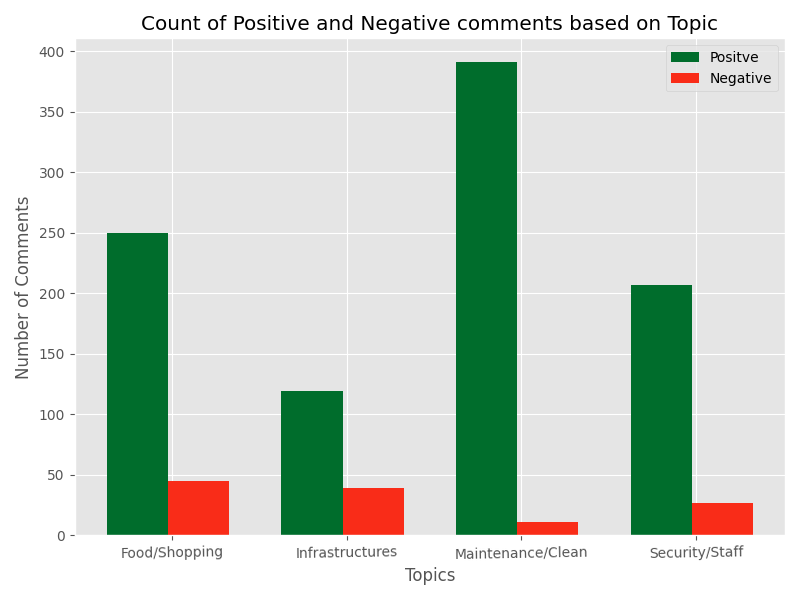 Count of Positive and Negative comments based on Topic
Positve
Negative
400
350
300
250
200
150
100
50
0
Number of Comments
Food/Shopping
Infrastructures
Maintenance/Clean
Security/Staff
Topics